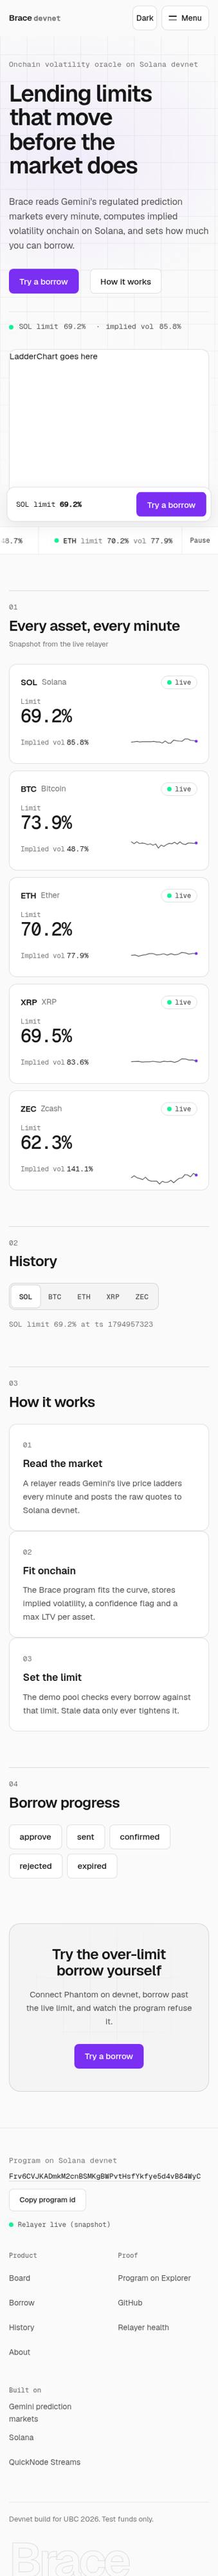 Brace devnet
Dark
Menu
Onchain volatility oracle on Solana devnet
Lending limits
that move
before the
market does
Brace reads Gemini's regulated prediction
markets every minute, computes implied
volatility onchain on Solana, and sets how much
you can borrow.
Try a borrow
How it works
SOL limit 69.2% · implied vol 85.8%
LadderChart goes here
SOL limit 69.2%
Try a borrow
48.7%
ETH limit 70.2% vol 77.9%
Pause
01
Every asset, every minute
Snapshot from the live relayer
SOL Solana
live
Limit
69.2%
Implied vol 85.8%
BTC Bitcoin
live
Limit
73.9%
Implied vol 48.7%
ETH Ether
live
Limit
70.2%
Implied vol 77.9%
XRP XRP
live
Limit
69.5%
Implied vol 83.6%
ZEC Zcash
live
Limit
62.3%
Implied vol 141.1%
02
History
SOL BTC ETH XRP ZEC
SOL limit 69.2% at ts 1794957323
03
How it works
01
Read the market
A relayer reads Gemini's live price ladders
every minute and posts the raw quotes to
Solana devnet.
02
Fit onchain
The Brace program fits the curve, stores
implied volatility, a confidence flag and a
max LTV per asset.
03
Set the limit
The demo pool checks every borrow against
that limit. Stale data only ever tightens it.
04
Borrow progress
approve
sent
confirmed
rejected
expired
Try the over-limit
borrow yourself
Connect Phantom on devnet, borrow past
the live limit, and watch the program refuse
it.
Try a borrow
Program on Solana devnet
Copy program id
Relayer live (snapshot)
Product
Proof
Board
Program on Explorer
Borrow
GitHub
History
Relayer health
About
Built on
Gemini prediction
markets
Solana
QuickNode Streams
Devnet build for UBC 2026. Test funds only.
Brace